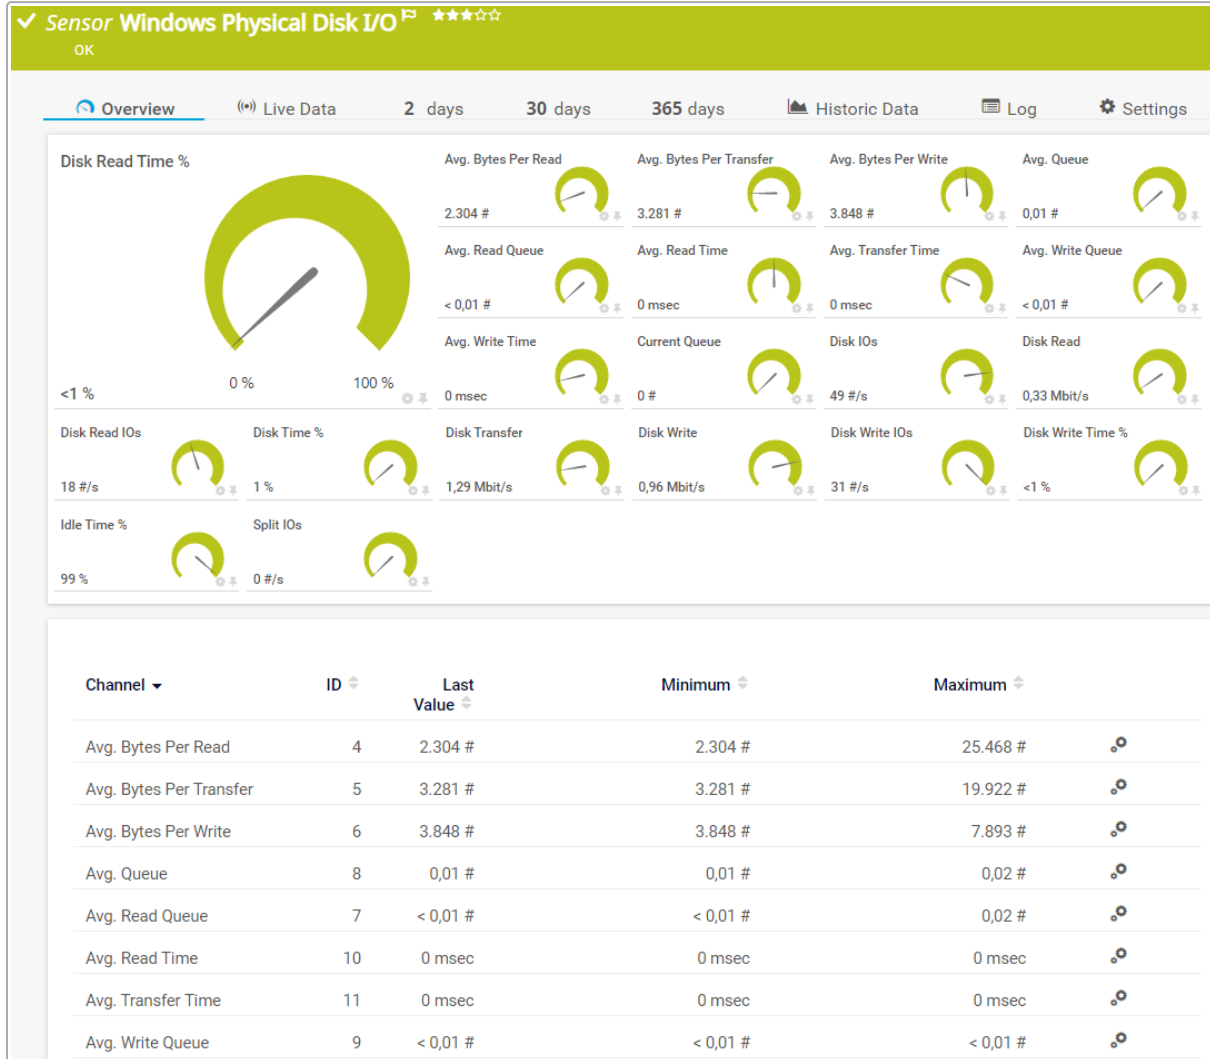 Sensor Windows Physical Disk I/O
OK
Overview Live Data 2 days 30 days 365 days Historic Data Log Settings
Disk Read Time %
<1 %
0 %
100 %
Avg. Bytes Per Read
2.304 #
Avg. Bytes Per Transfer
3.281 #
Avg. Bytes Per Write
3.848 #
Avg. Queue
0,01 #
Avg. Read Queue
< 0,01 #
Avg. Read Time
0 msec
Avg. Transfer Time
0 msec
Avg. Write Queue
< 0,01 #
Avg. Write Time
0 msec
Current Queue
0 #
Disk IOs
49 #/s
Disk Read
0,33 Mbit/s
Disk Read IOs
18 #/s
Disk Time %
1 %
Disk Transfer
1,29 Mbit/s
Disk Write
0,96 Mbit/s
Disk Write IOs
31 #/s
Disk Write Time %
<1 %
Idle Time %
99 %
Split IOs
0 #/s
Channel ID Last Value Minimum Maximum
Avg. Bytes Per Read 4 2.304 # 2.304 # 25.468 #
Avg. Bytes Per Transfer 5 3.281 # 3.281 # 19.922 #
Avg. Bytes Per Write 6 3.848 # 3.848 # 7.893 #
Avg. Queue 8 0,01 # 0,01 # 0,02 #
Avg. Read Queue 7 < 0,01 # < 0,01 # 0,02 #
Avg. Read Time 10 0 msec 0 msec 0 msec
Avg. Transfer Time 11 0 msec 0 msec 0 msec
Avg. Write Queue 9 < 0,01 # < 0,01 # < 0,01 #